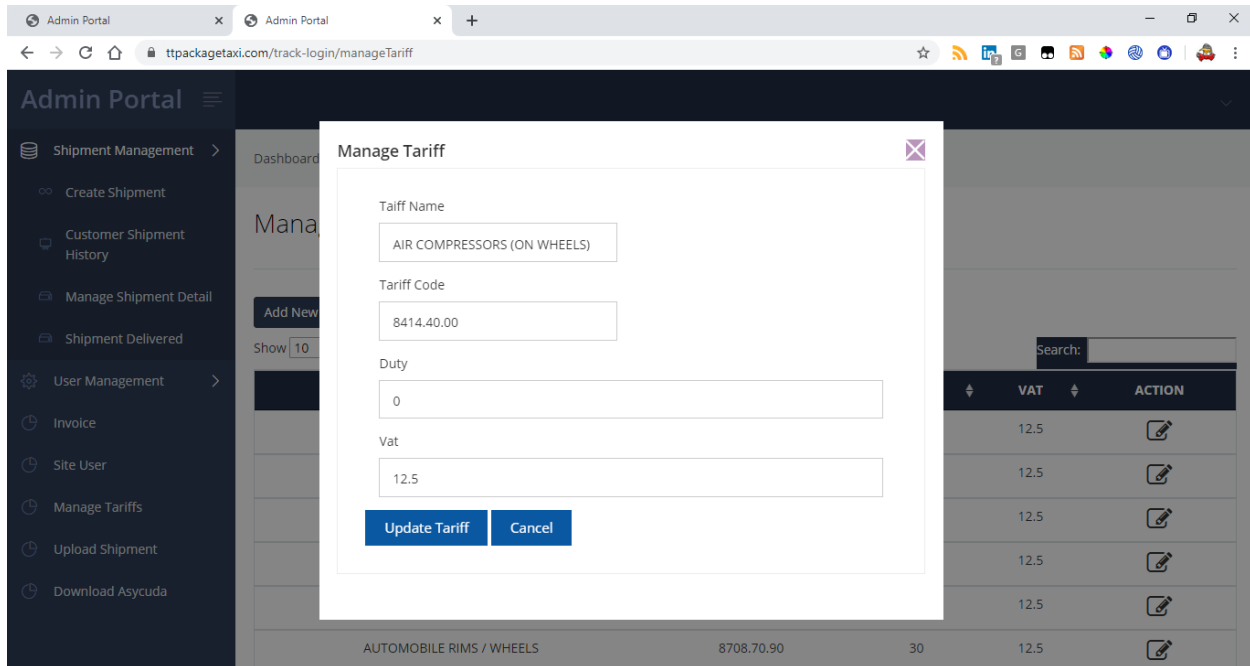 Admin Portal
Admin Portal
ttpackagetaxi.com/track-login/manageTariff
Admin Portal
Shipment Management
Create Shipment
Customer Shipment
History
Manage Shipment Detail
Shipment Delivered
User Management
Invoice
Site User
Manage Tariffs
Upload Shipment
Download Asycuda
Dashboard
Mana
Add New
Show 10
Search:
VAT ACTION
12.5
12.5
12.5
12.5
12.5
AUTOMOBILE RIMS / WHEELS 8708.70.90 30 12.5
Manage Tariff
Taiff Name
AIR COMPRESSORS (ON WHEELS)
Tariff Code
8414.40.00
Duty
0
Vat
12.5
Update Tariff Cancel